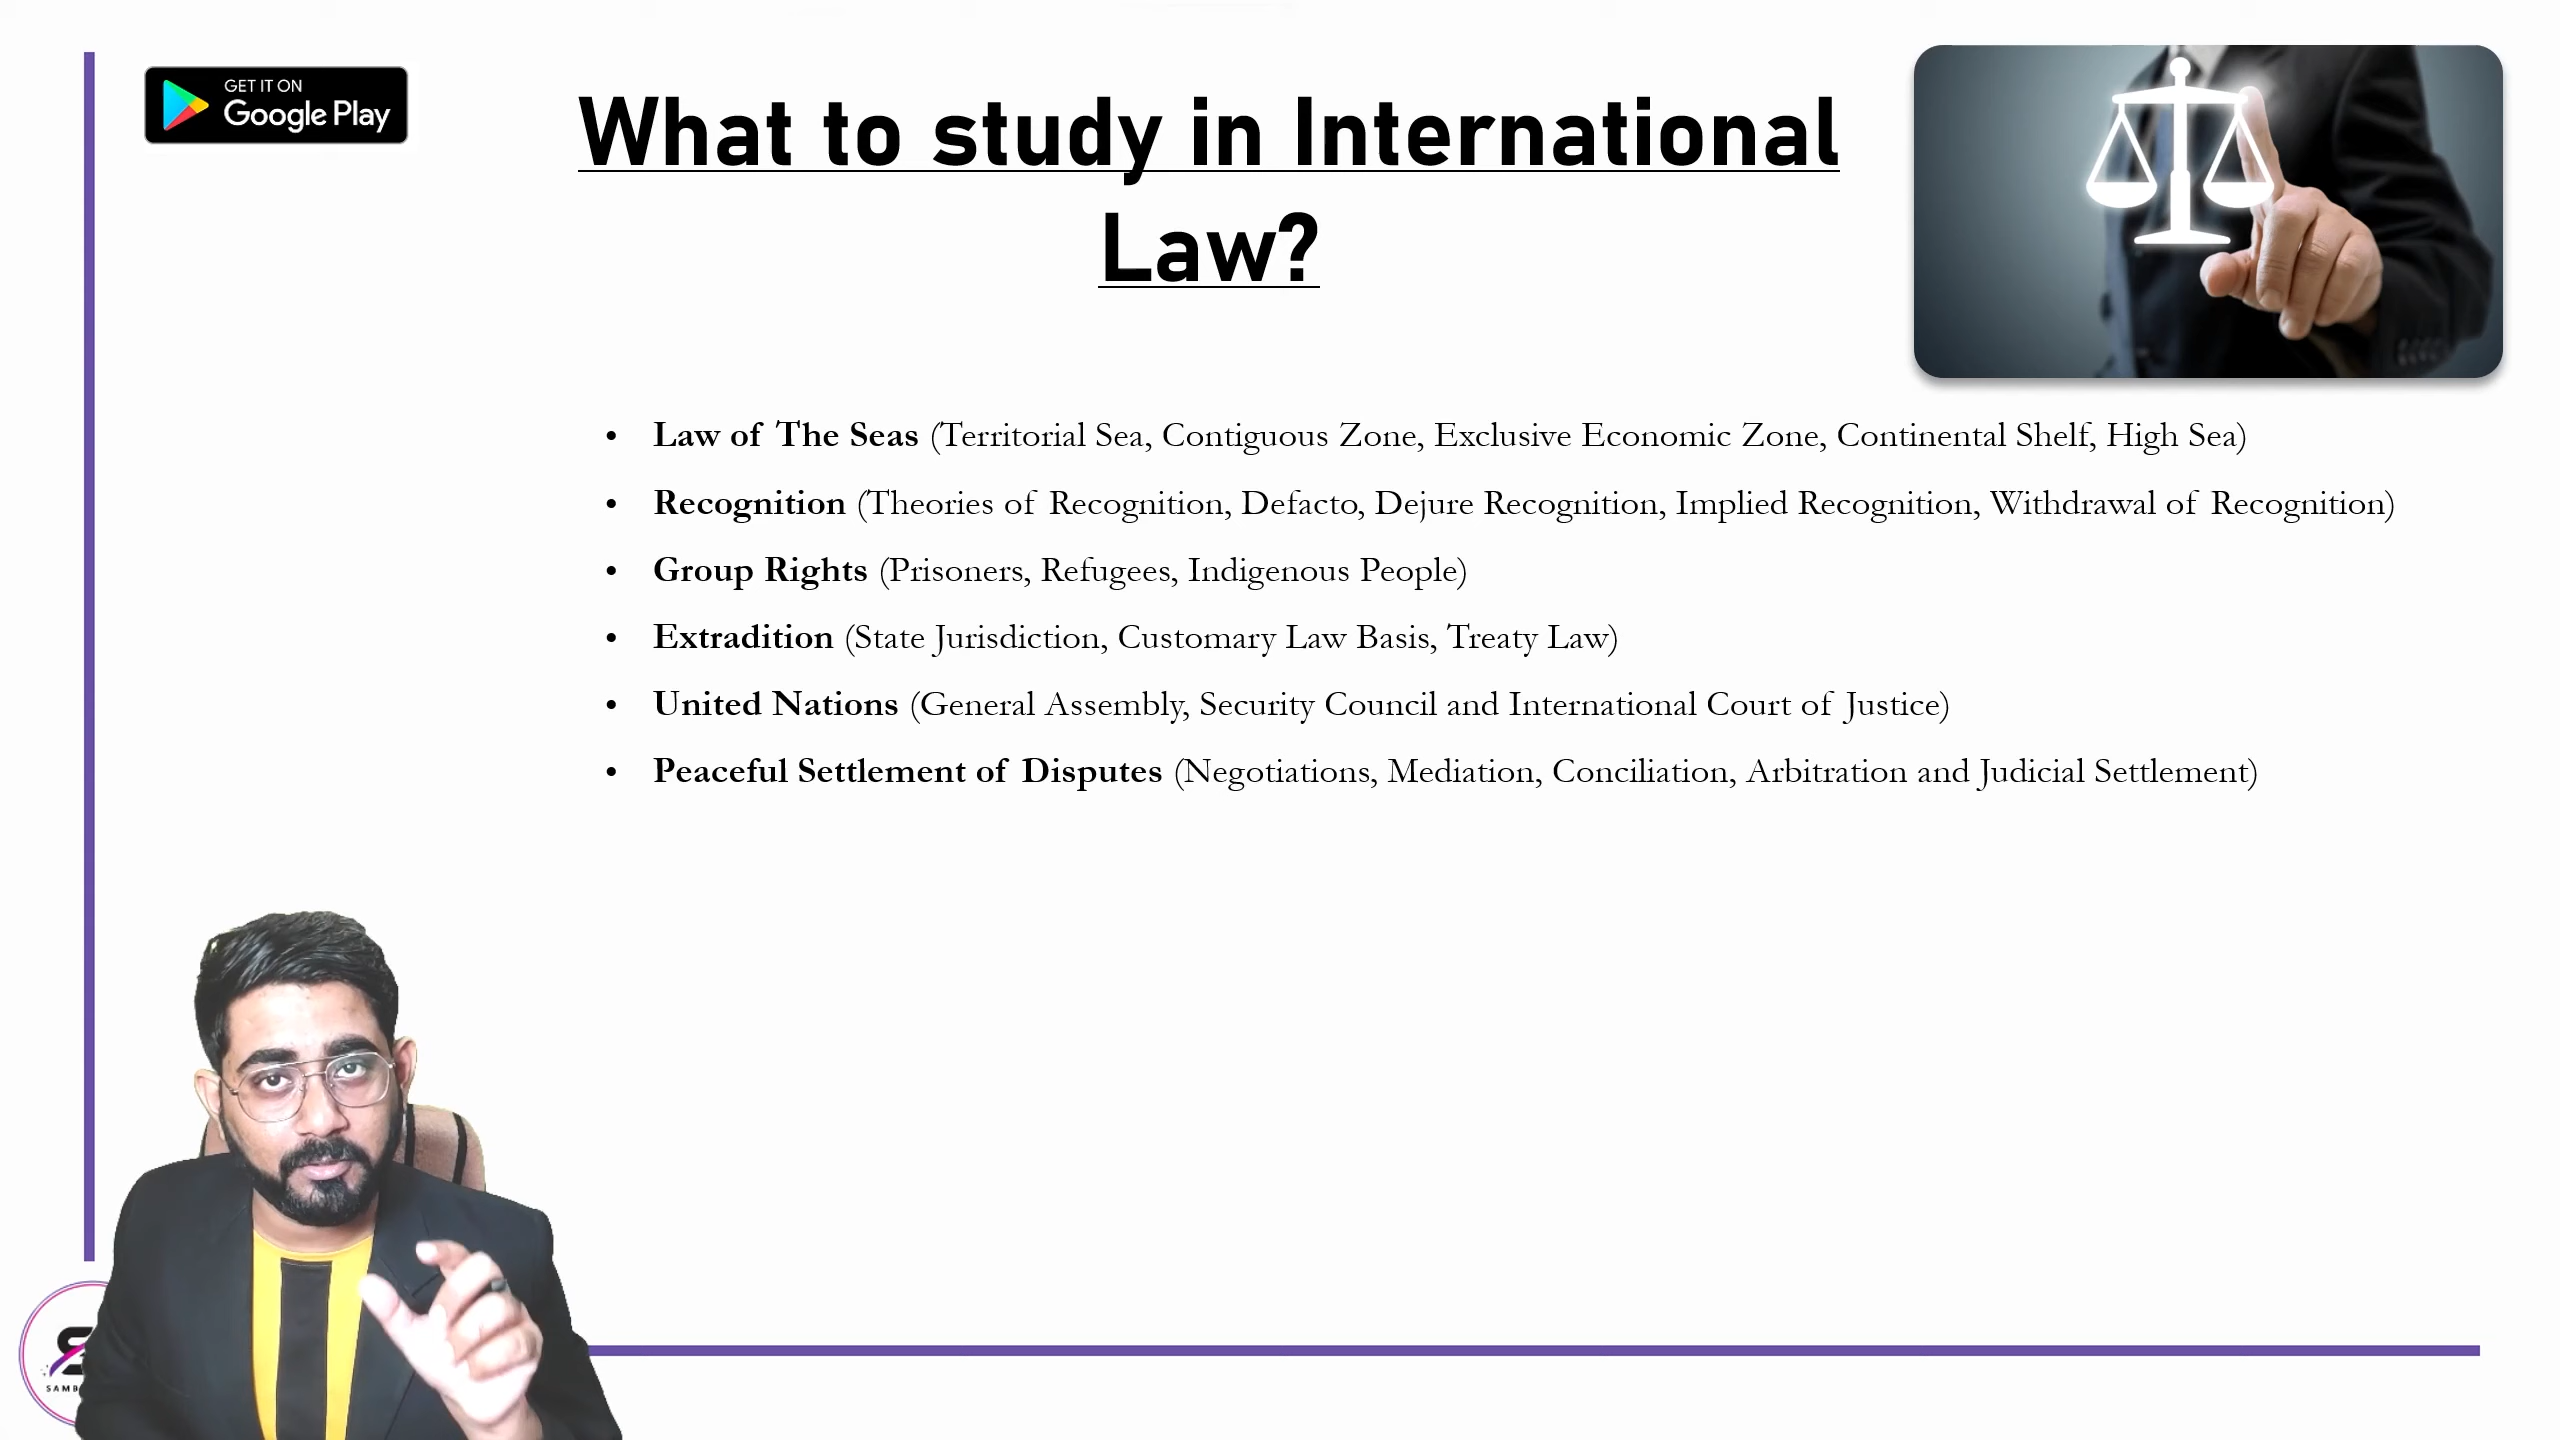 GET IT ON
Google Play
What to study in International
Law?
• Law of The Seas (Territorial Sea, Contiguous Zone, Exclusive Economic Zone, Continental Shelf, High Sea)
• Recognition (Theories of Recognition, Defacto, Dejure Recognition, Implied Recognition, Withdrawal of Recognition)
• Group Rights (Prisoners, Refugees, Indigenous People)
• Extradition (State Jurisdiction, Customary Law Basis, Treaty Law)
• United Nations (General Assembly, Security Council and International Court of Justice)
• Peaceful Settlement of Disputes (Negotiations, Mediation, Conciliation, Arbitration and Judicial Settlement)